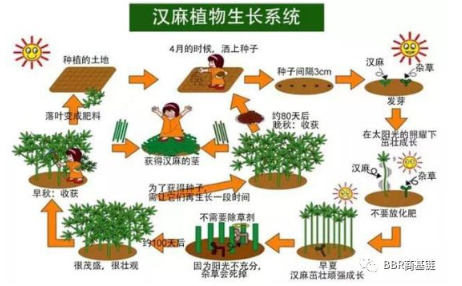 汉麻植物生长系统
种植的土地
4月的时候，洒上种子
种子间隔3cm
汉麻
杂草
发芽
在太阳光的照耀下
茁壮成长
汉麻
杂草
不要放化肥
早夏
汉麻茁壮顽强成长
不需要除草剂
因为阳光不充分，
杂草会死掉
约100天后
很茂盛，很壮观
早秋：收获
落叶变成肥料
获得汉麻的茎
为了获得种子，
需让它们再生长一段时间
约80天后
晚秋：收获
BBR商基链